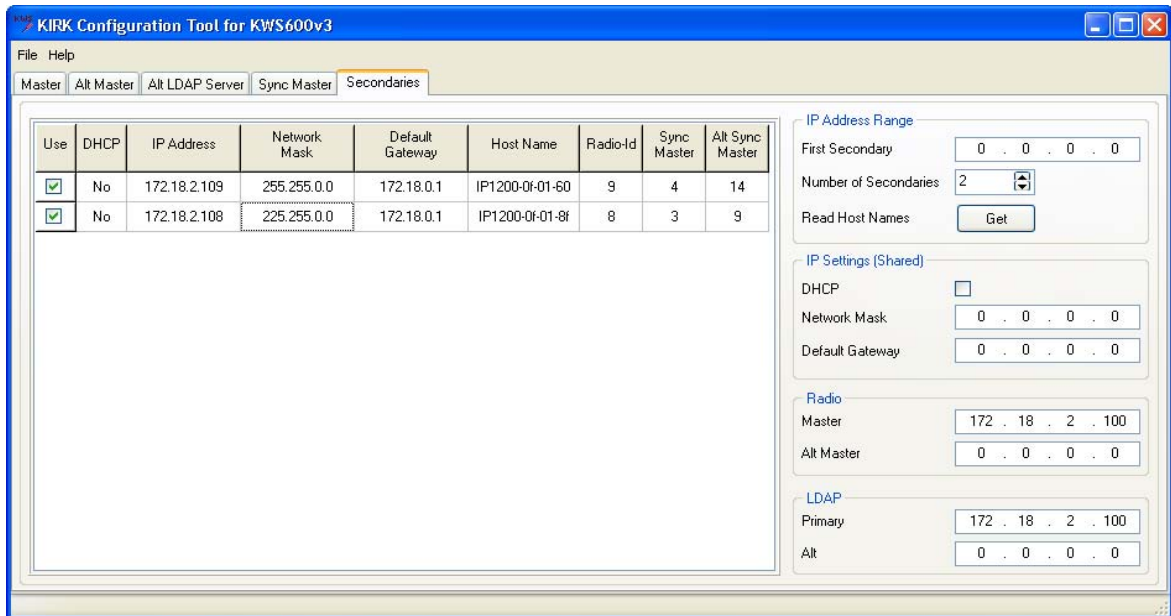 KWS KIRK Configuration Tool for KWS600v3
File Help
Master Alt Master Alt LDAP Server Sync Master Secondaries
Use DHCP IP Address Network Mask Default Gateway Host Name Radio-Id Sync Master Alt Sync Master
No 172.18.2.109 255.255.0.0 172.18.0.1 IP1200-0f-01-60 9 4 14
No 172.18.2.108 225.255.0.0 172.18.0.1 IP1200-0f-01-8f 8 3 9
IP Address Range
First Secondary 0 . 0 . 0 . 0
Number of Secondaries 2
Read Host Names Get
IP Settings (Shared)
DHCP
Network Mask 0 . 0 . 0 . 0
Default Gateway 0 . 0 . 0 . 0
Radio
Master 172 . 18 . 2 . 100
Alt Master 0 . 0 . 0 . 0
LDAP
Primary 172 . 18 . 2 . 100
Alt 0 . 0 . 0 . 0